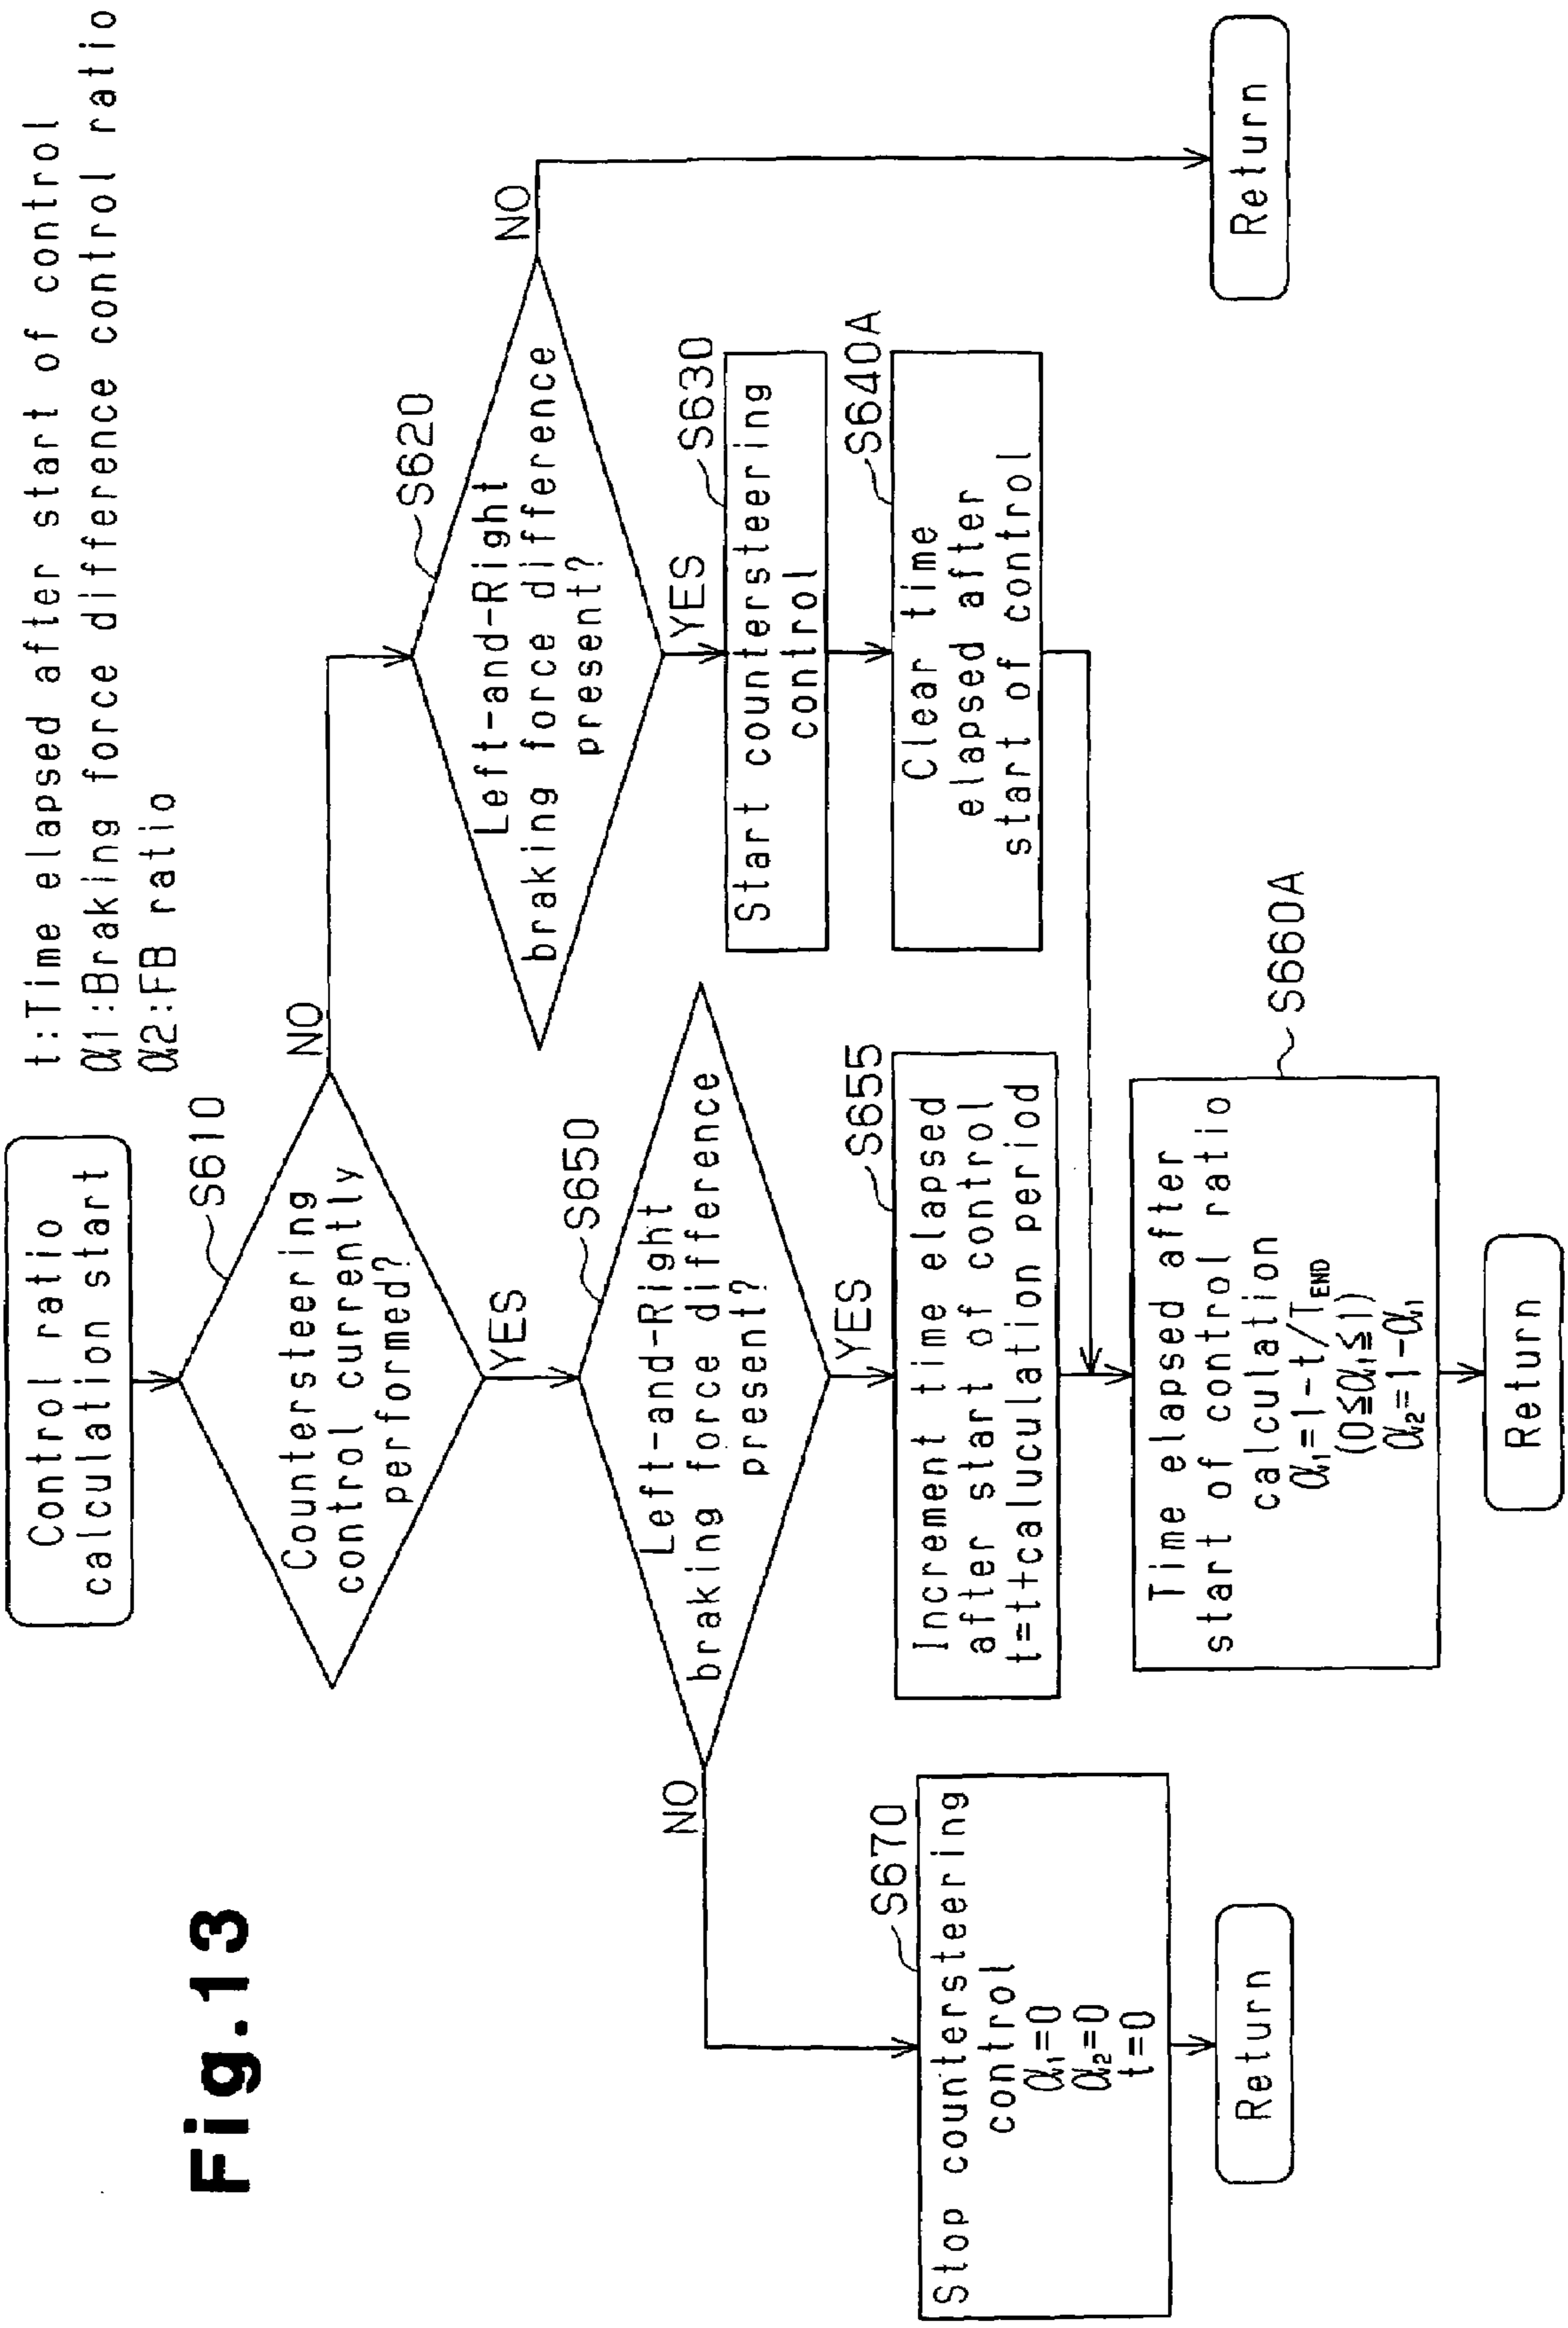 Fig.13
t:Time elapsed after start of control
α1:Braking force difference control ratio
α2:FB ratio
Control ratio
calculation start
S610
Countersteering
control currently
performed?
NO
YES
S620
Left-and-Right
braking force difference
present?
NO
YES
S630
Start countersteering
control
S640A
Clear time
elapsed after
start of control
Return
S650
Left-and-Right
braking force difference
present?
NO
YES
S655
Increment time elapsed
after start of control
t=t+caluculation period
S660A
Time elapsed after
start of control ratio
calculation
α₁=1-t/T_END
(0≦α₁≦1)
α₂=1-α₁
Return
S670
Stop countersteering
control
α₁=0
α₂=0
t=0
Return